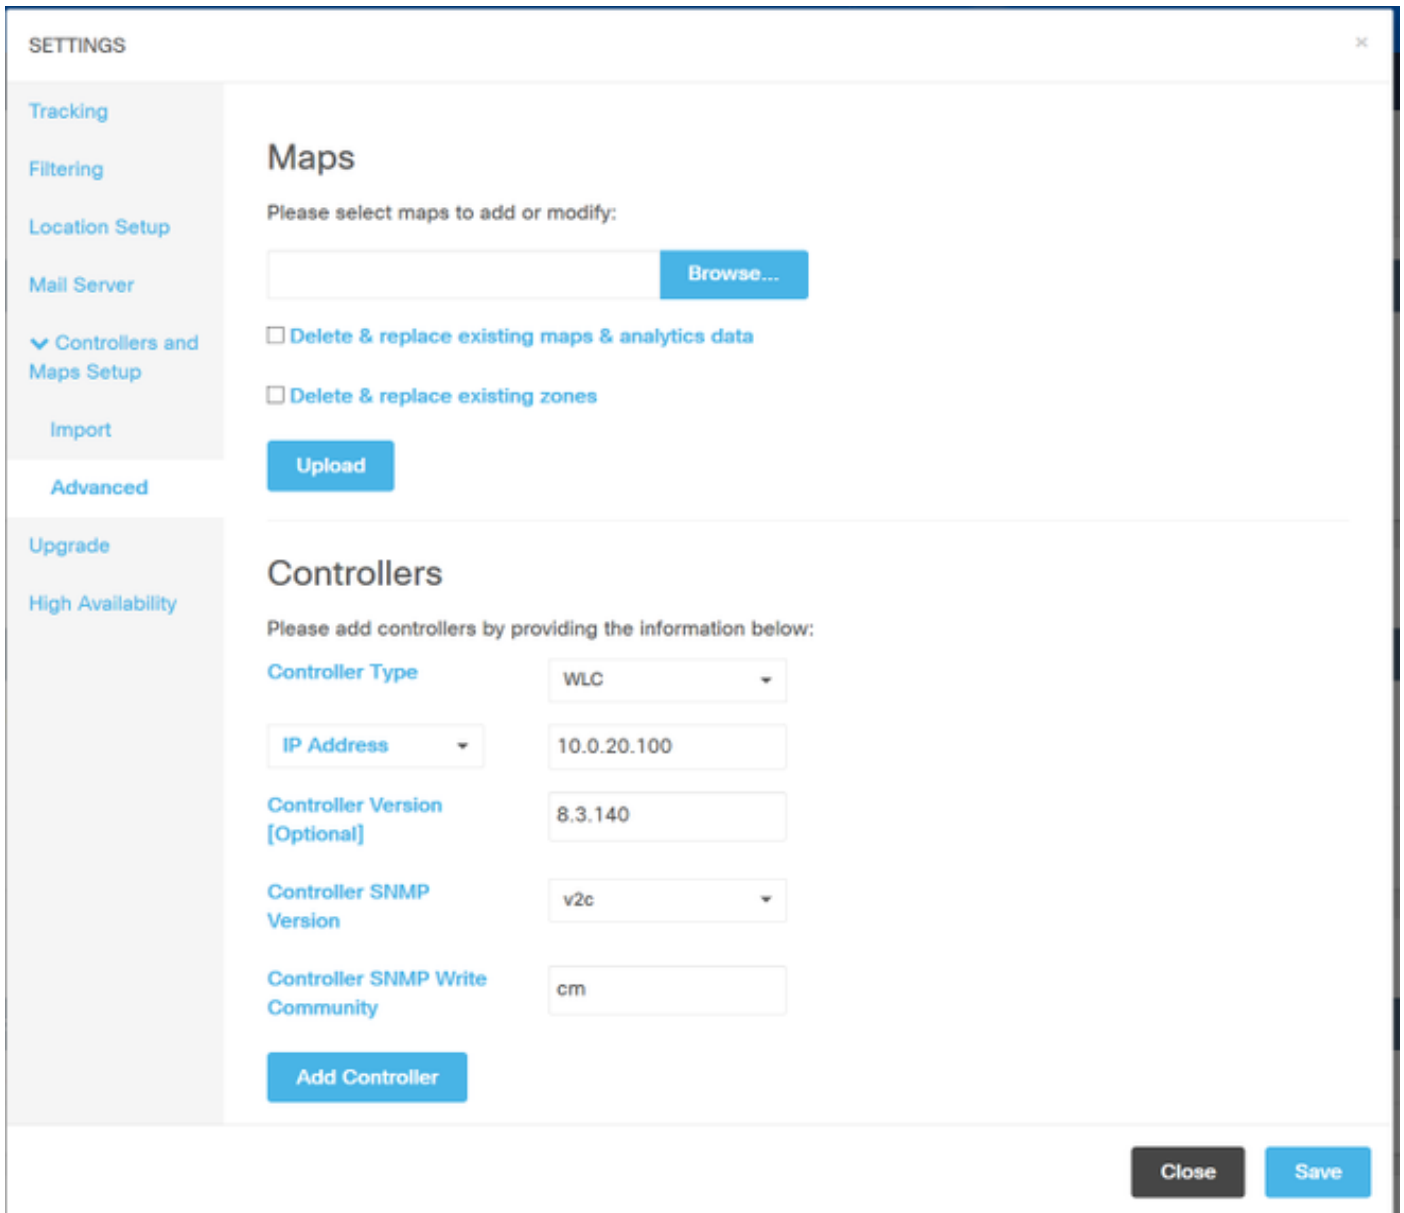 SETTINGS
×
Tracking
Filtering
Location Setup
Mail Server
Controllers and
Maps Setup
Import
Advanced
Upgrade
High Availability
Maps
Please select maps to add or modify:
Browse...
Delete & replace existing maps & analytics data
Delete & replace existing zones
Upload
Controllers
Please add controllers by providing the information below:
Controller Type
WLC
IP Address
10.0.20.100
Controller Version
[Optional]
8.3.140
Controller SNMP
Version
v2c
Controller SNMP Write
Community
cm
Add Controller
Close
Save